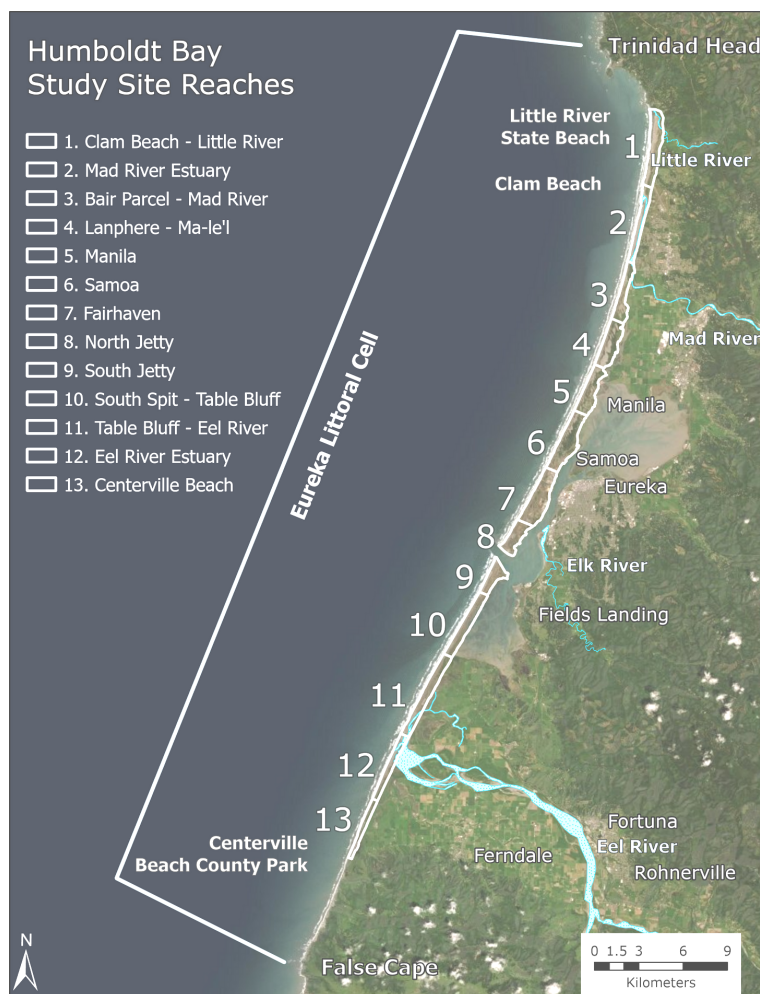 Humboldt Bay
Study Site Reaches
1. Clam Beach - Little River
2. Mad River Estuary
3. Bair Parcel - Mad River
4. Lanphere - Ma-le'l
5. Manila
6. Samoa
7. Fairhaven
8. North Jetty
9. South Jetty
10. South Spit - Table Bluff
11. Table Bluff - Eel River
12. Eel River Estuary
13. Centerville Beach
Eureka Littoral Cell
Trinidad Head
Little River
State Beach
1
Little River
Clam Beach
2
3
Mad River
4
5
Manila
6
Samoa
Eureka
7
8
Elk River
9
Fields Landing
10
11
12
13
Fortuna
Centerville
Beach County Park
Eel River
Ferndale
Rohnerville
False Cape
N
0 1.5 3 6 9
Kilometers